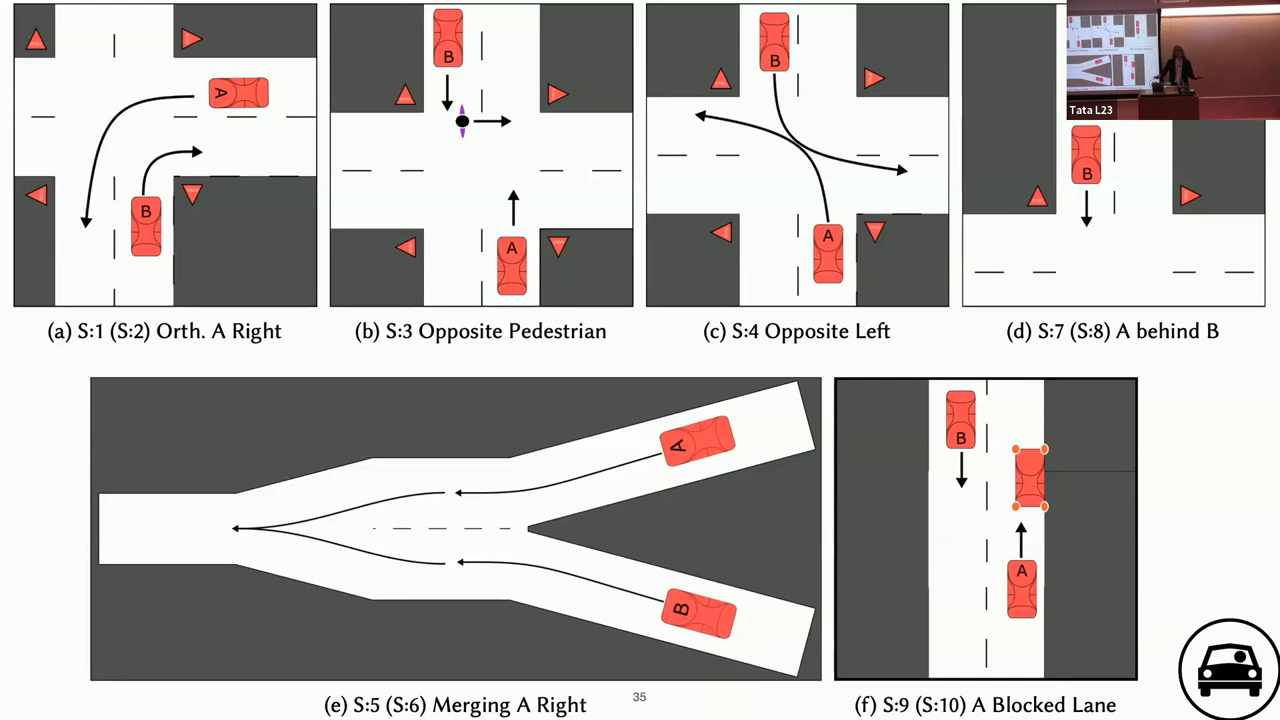 B
A
B
(a) S:1 (S:2) Orth. A Right
B
A
(b) S:3 Opposite Pedestrian
B
A
(c) S:4 Opposite Left
Tata L23
B
(d) S:7 (S:8) A behind B
A
B
(e) S:5 (S:6) Merging A Right
35
B
A
(f) S:9 (S:10) A Blocked Lane